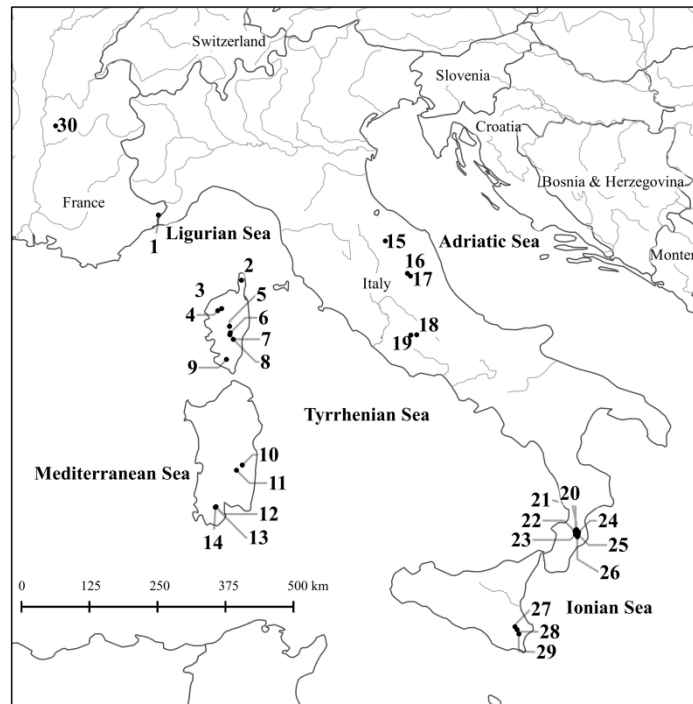 Switzerland
Slovenia
Croatia
30
Bosnia & Herzegovina
France
1
Ligurian Sea
15
Adriatic Sea
Monten
16
17
Italy
2
3
5
4
6
7
18
19
9
8
Tyrrhenian Sea
10
Mediterranean Sea
11
12
14
13
20
21
22
24
23
25
26
0 125 250 375 500 km
27
Ionian Sea
28
29